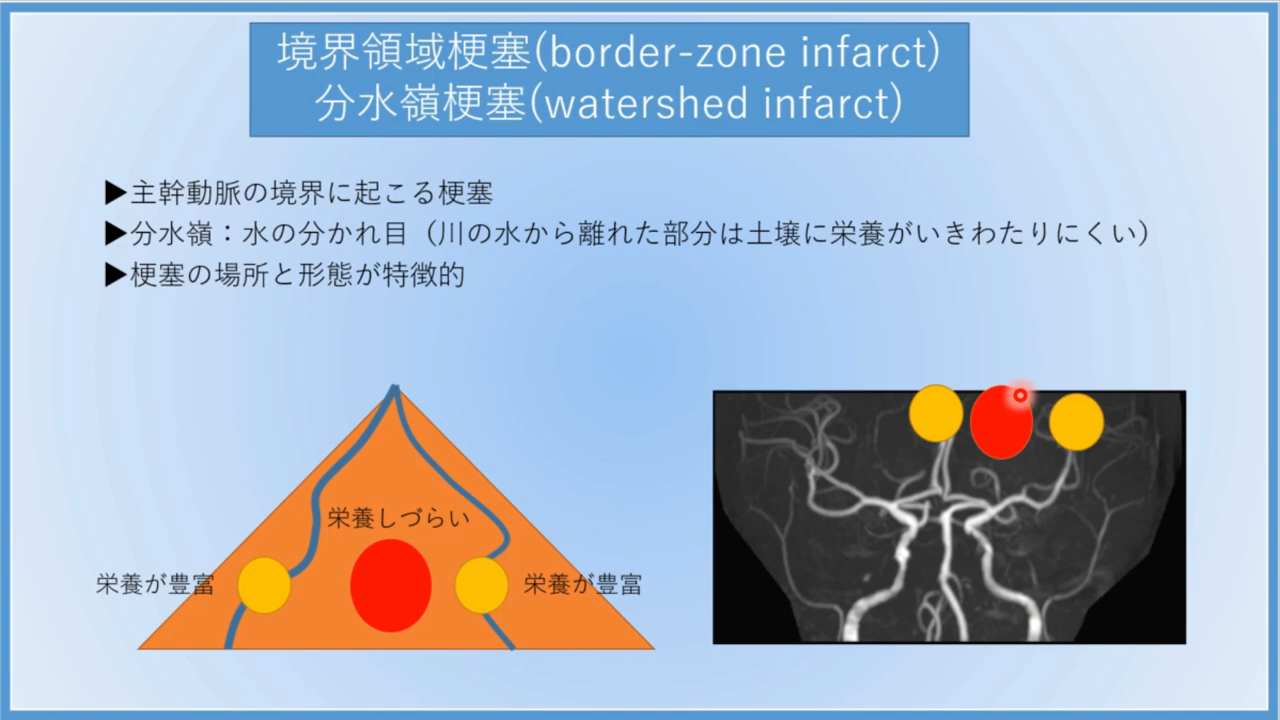 境界領域梗塞(border-zone infarct)
分水嶺梗塞(watershed infarct)
▶主幹動脈の境界に起こる梗塞
▶分水嶺：水の分かれ目（川の水から離れた部分は土壌に栄養がいきわたりにくい）
▶梗塞の場所と形態が特徴的
栄養しづらい
栄養が豊富
栄養が豊富